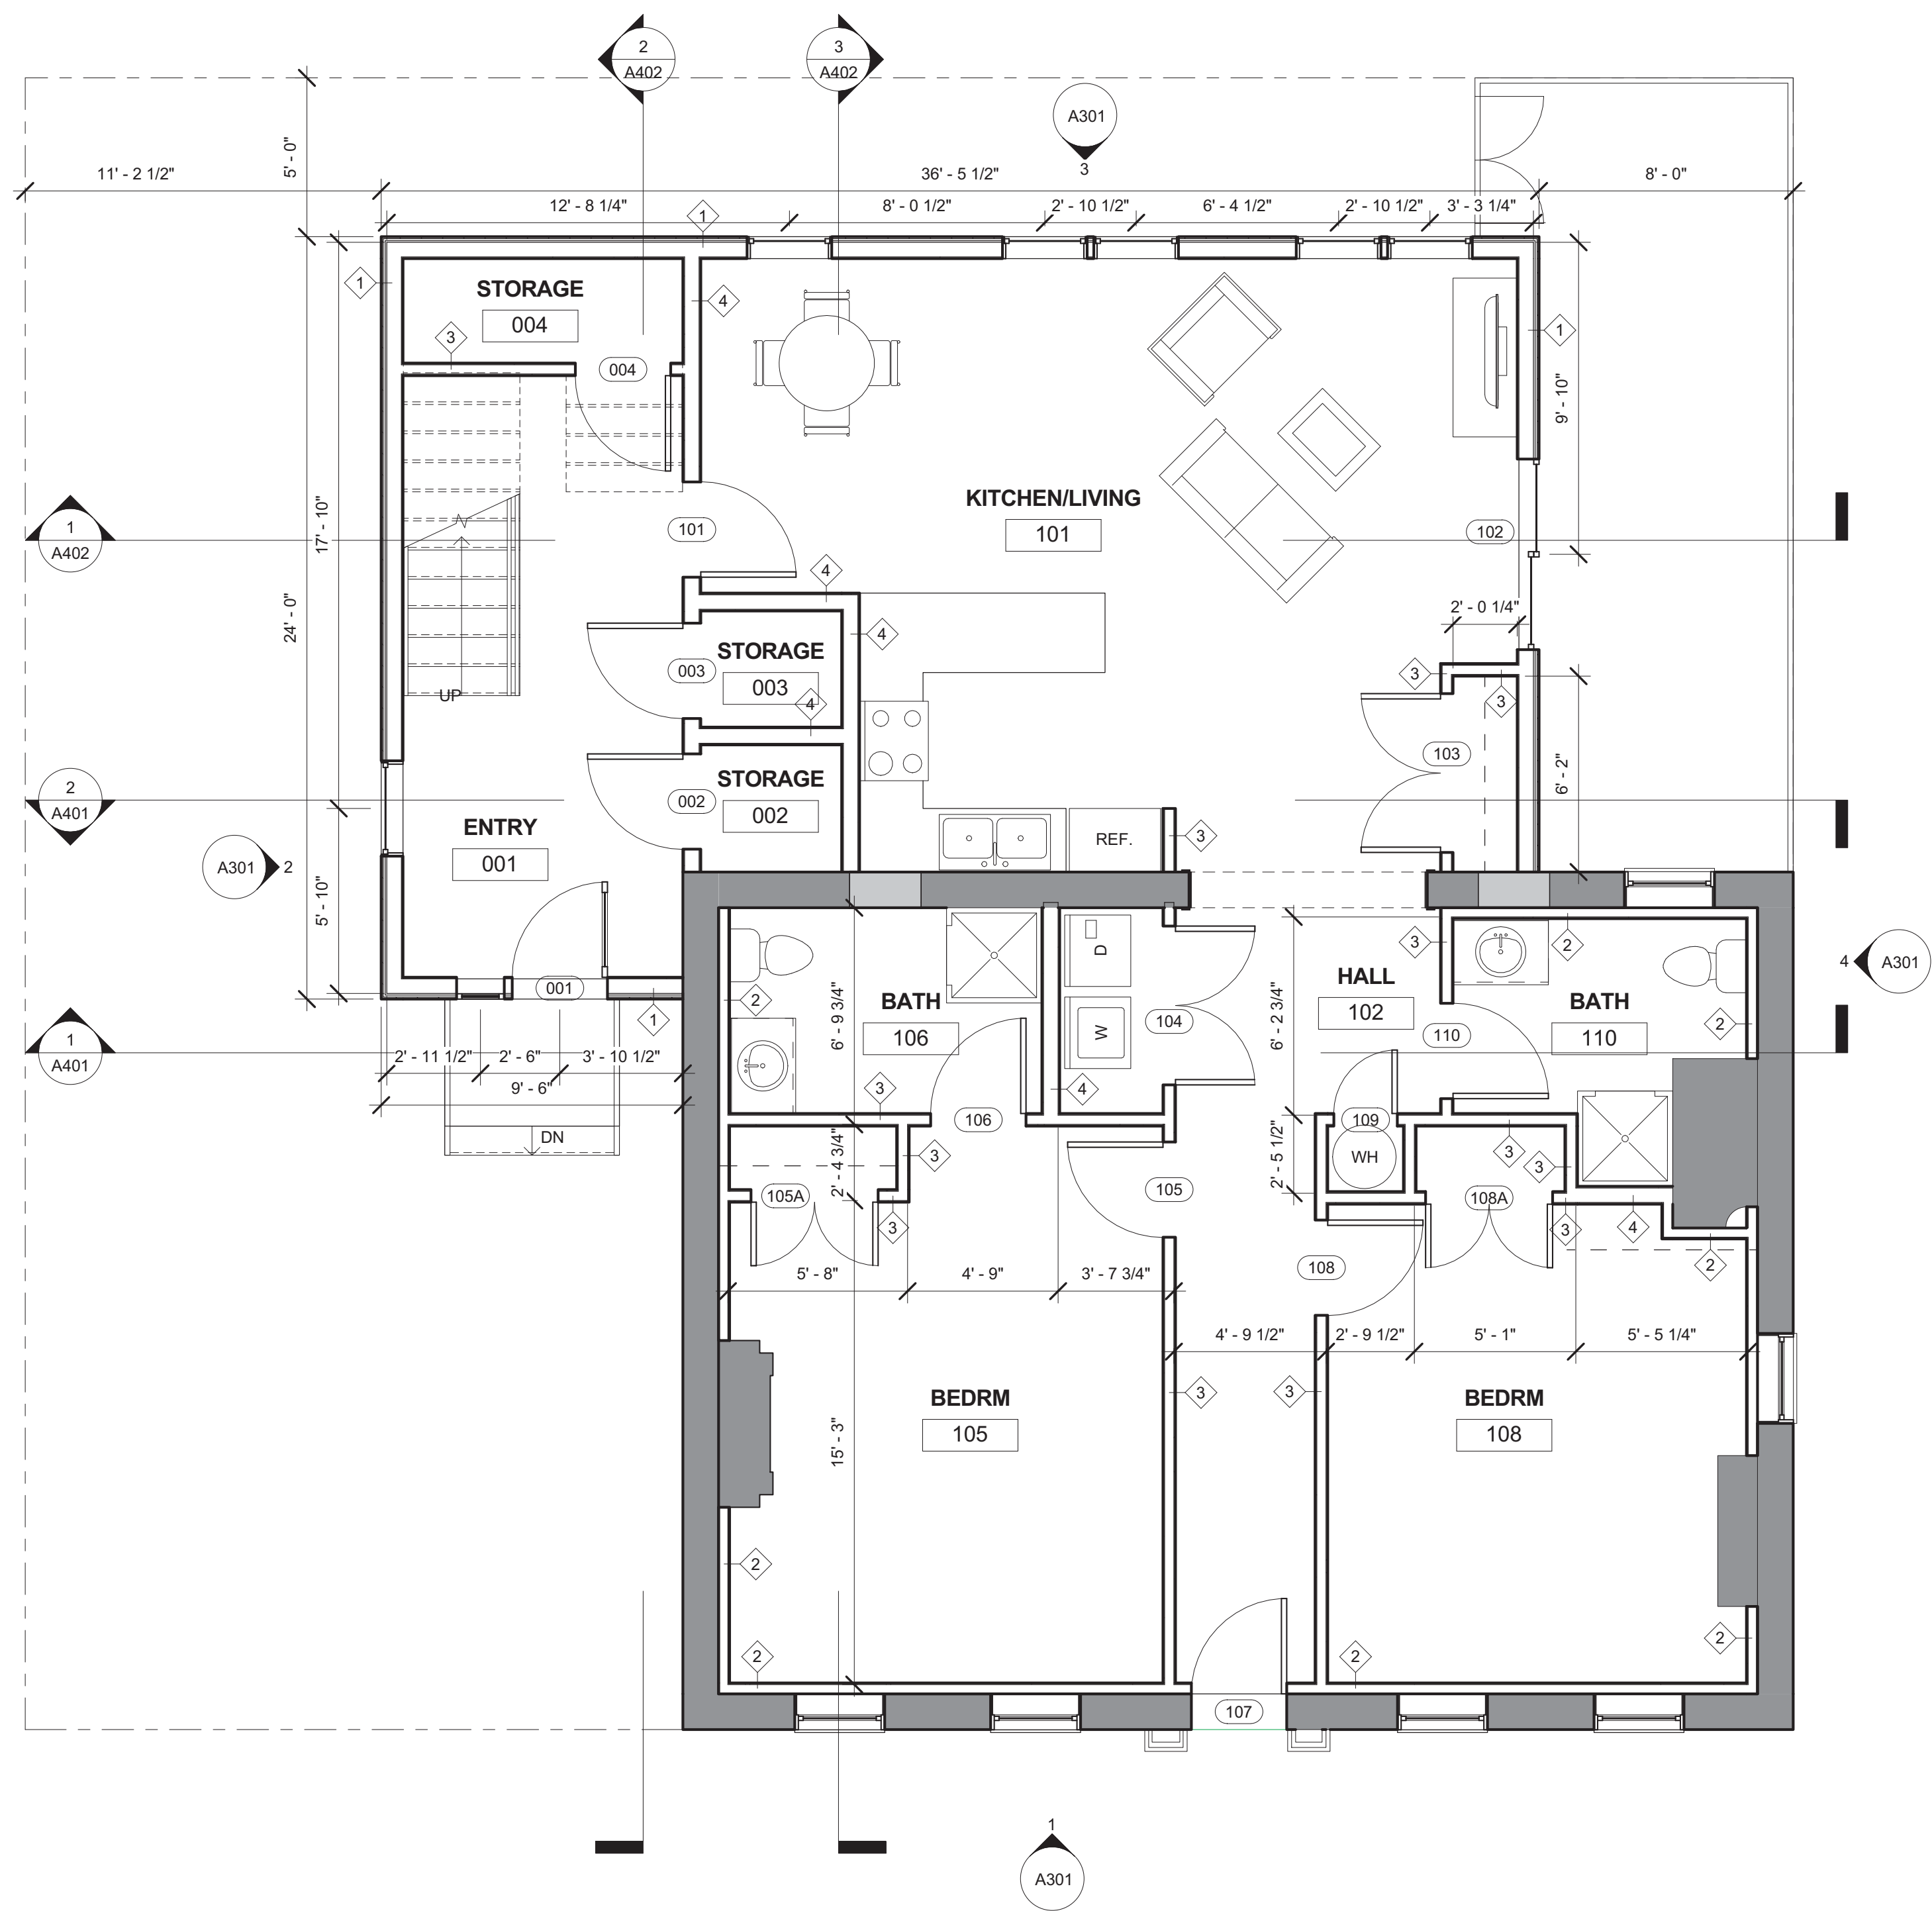 2
A402
3
A402
A301
3
11' - 2 1/2"
5' - 0"
36' - 5 1/2"
8' - 0"
12' - 8 1/4"
8' - 0 1/2"
2' - 10 1/2"
6' - 4 1/2"
2' - 10 1/2"
3' - 3 1/4"
1
1
STORAGE
004
4
3
004
1
9' - 10"
KITCHEN/LIVING
101
1
A402
17' - 10"
101
102
4
24' - 0"
2' - 0 1/4"
4
STORAGE
003
003
4
3
3
UP
103
6' - 2"
2
A401
STORAGE
002
002
ENTRY
001
REF.
3
A301
2
5' - 10"
001
1
D
W
2
BATH
106
6' - 9 3/4"
104
6' - 2 3/4"
3
HALL
102
2
BATH
110
110
2
4
A301
1
A401
2' - 11 1/2"
2' - 6"
3' - 10 1/2"
9' - 6"
DN
3
106
4
109
WH
2' - 5 1/2"
3
3
2' - 4 3/4"
3
105A
3
105
108A
3
4
2
108
5' - 8"
4' - 9"
3' - 7 3/4"
4' - 9 1/2"
2' - 9 1/2"
5' - 1"
5' - 5 1/4"
BEDRM
105
15' - 3"
3
3
BEDRM
108
2
2
2
2
107
1
A301